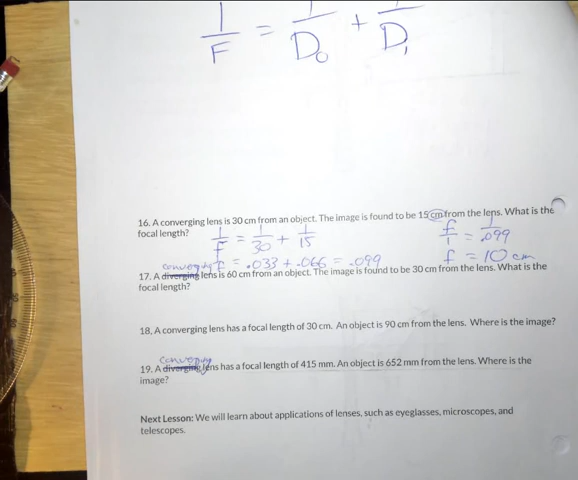 1/F = 1/D₀ + 1/D₁
16. A converging lens is 30 cm from an object. The image is found to be 15 cm from the lens. What is the
focal length?
1/F = 1/30 + 1/15
f/1 = 1/.099
= .033 + .066 = .099
f = 10 cm
converging
17. A diverging lens is 60 cm from an object. The image is found to be 30 cm from the lens. What is the
focal length?
18. A converging lens has a focal length of 30 cm. An object is 90 cm from the lens. Where is the image?
converging
19. A diverging lens has a focal length of 415 mm. An object is 652 mm from the lens. Where is the
image?
Next Lesson: We will learn about applications of lenses, such as eyeglasses, microscopes, and
telescopes.